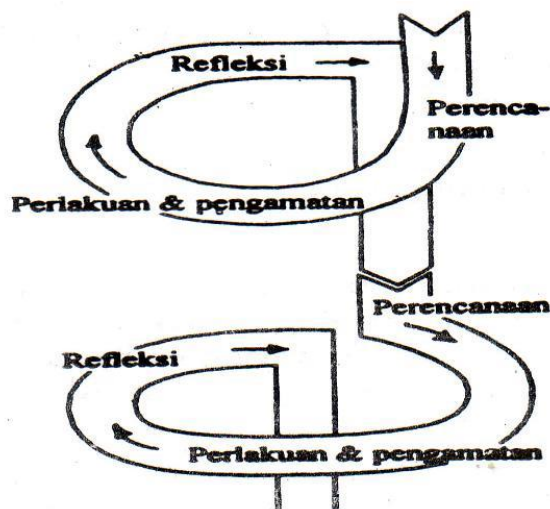 Refleksi
Perenca-
naan
Perlakuan & pengamatan
Perencanaan
Refleksi
Perlakuan & pengamatan